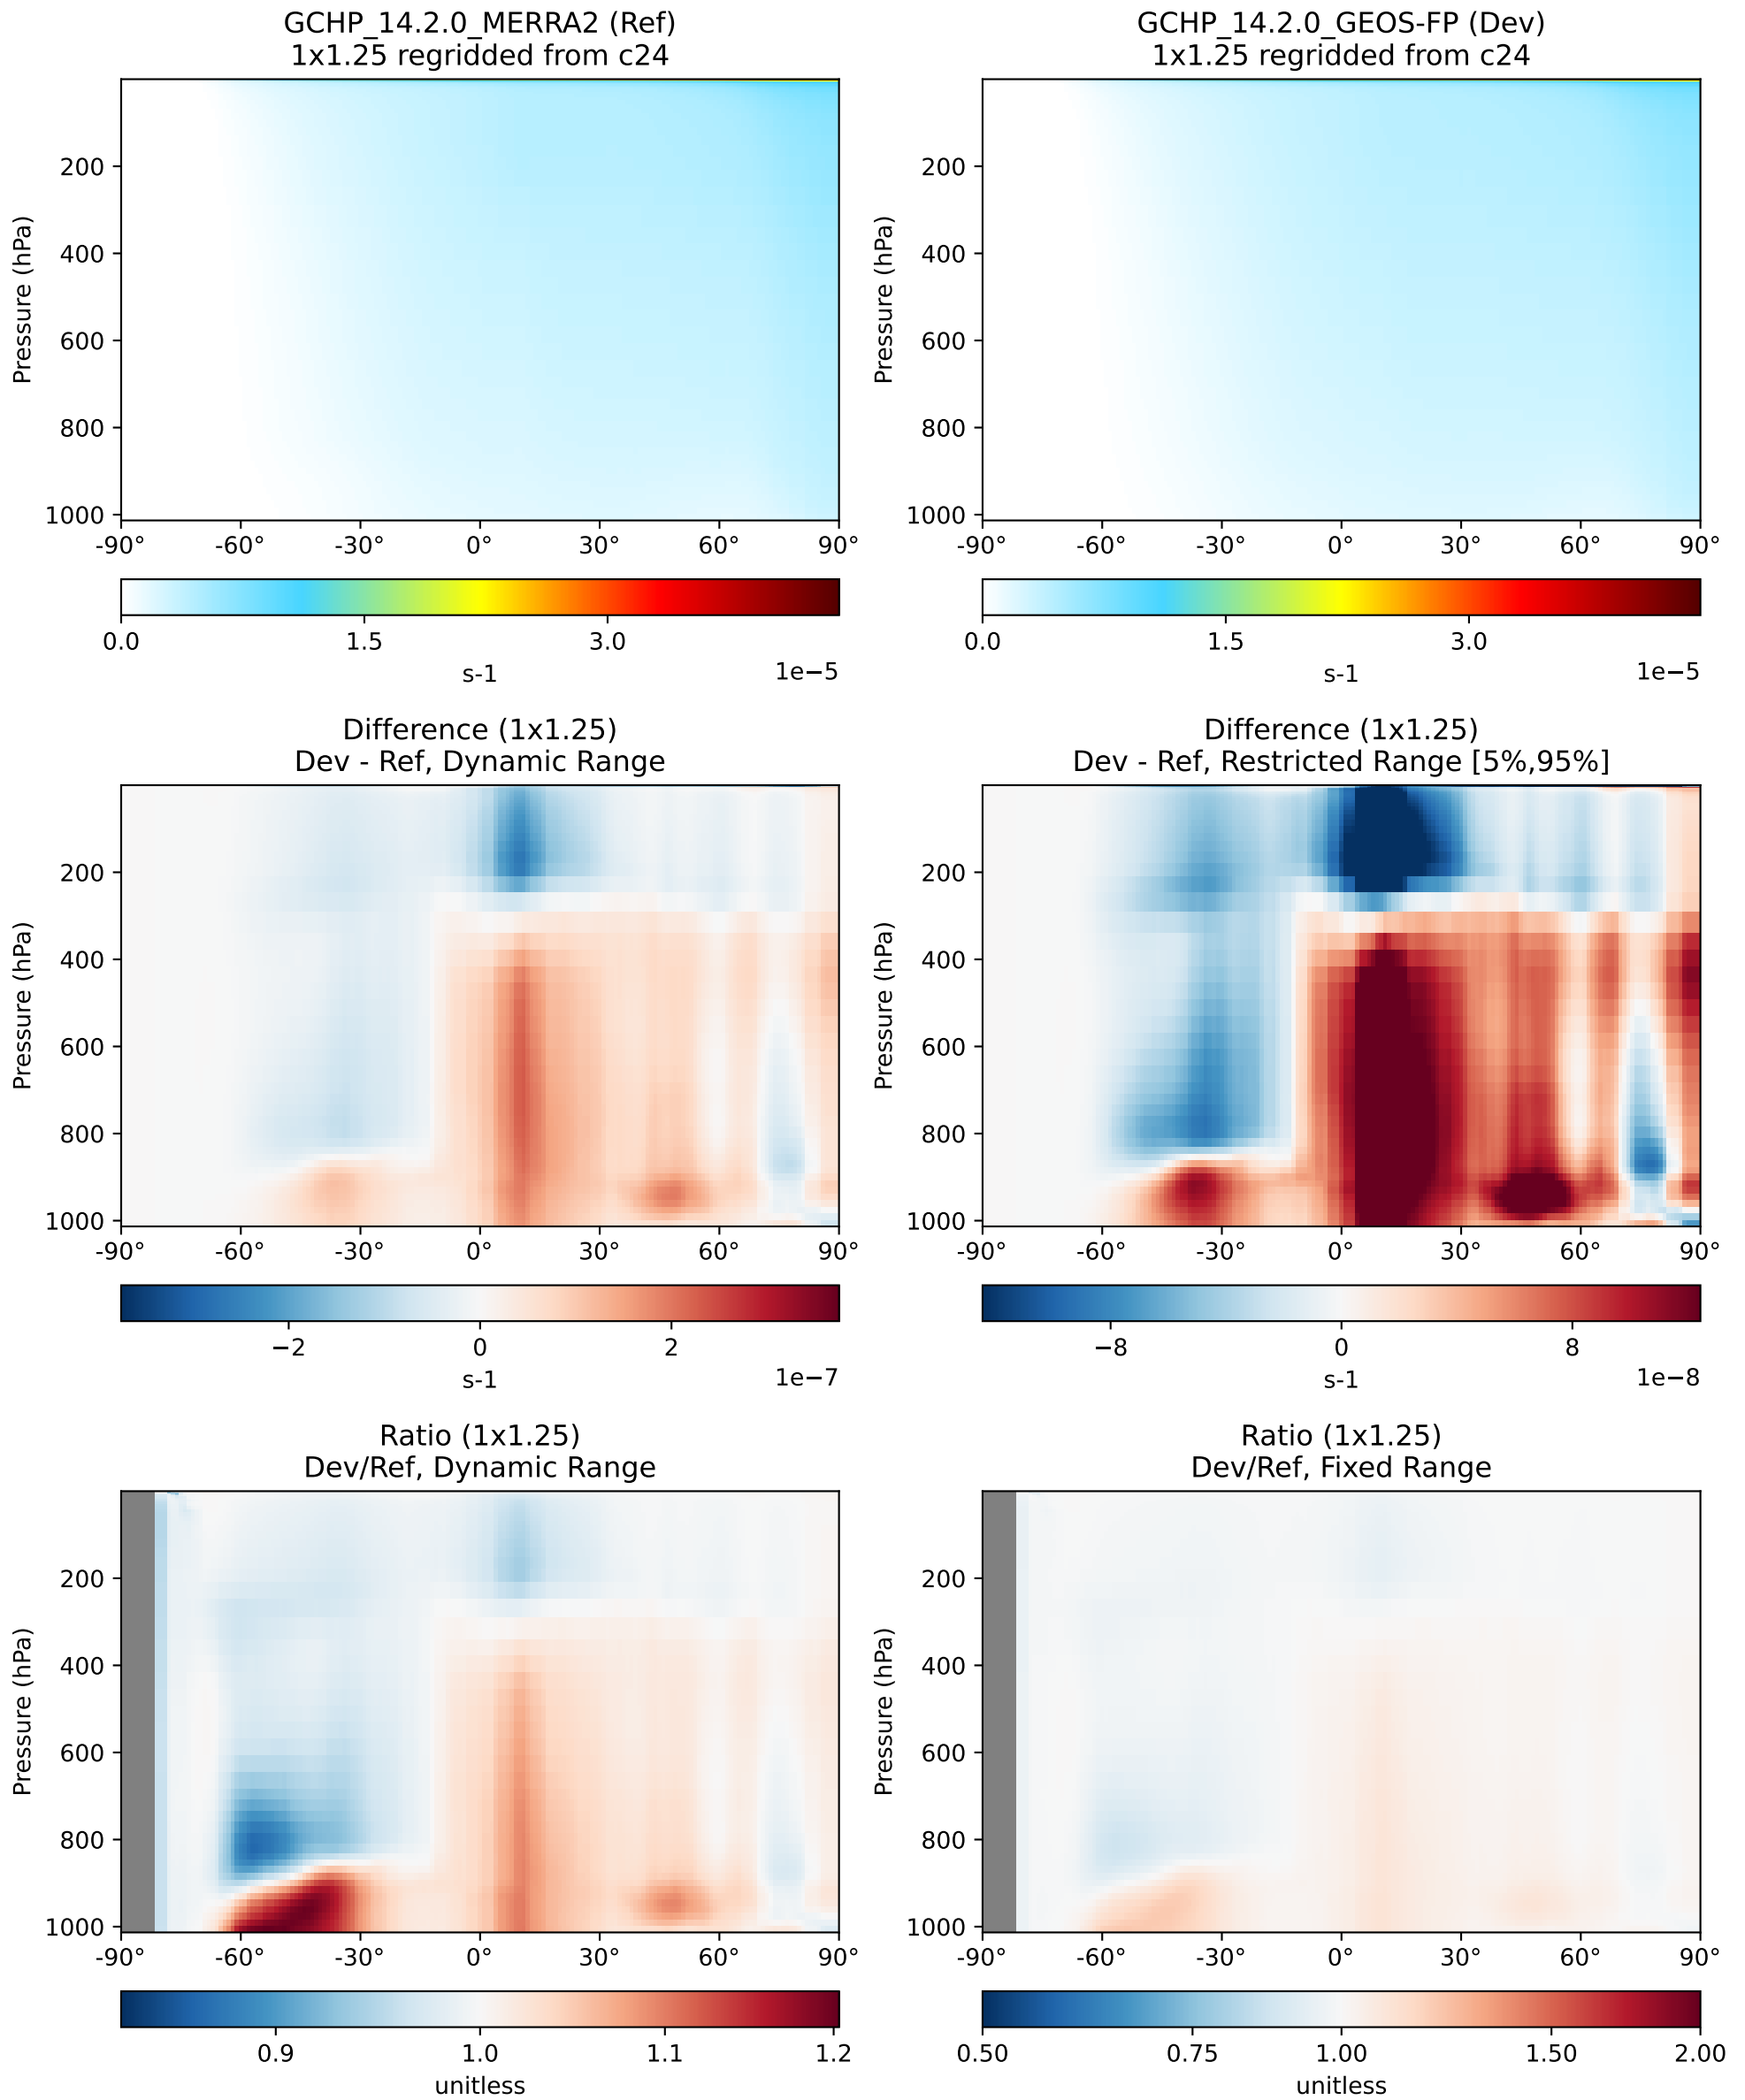 GCHP_14.2.0_MERRA2 (Ref)
1x1.25 regridded from c24
Pressure (hPa)
200
400
600
800
1000
-90° -60° -30° 0° 30° 60° 90°
0.0 1.5 3.0
s-1
1e−5
GCHP_14.2.0_GEOS-FP (Dev)
1x1.25 regridded from c24
Pressure (hPa)
200
400
600
800
1000
-90° -60° -30° 0° 30° 60° 90°
0.0 1.5 3.0
s-1
1e−5
Difference (1x1.25)
Dev - Ref, Dynamic Range
Pressure (hPa)
200
400
600
800
1000
-90° -60° -30° 0° 30° 60° 90°
−2 0 2
s-1
1e−7
Difference (1x1.25)
Dev - Ref, Restricted Range [5%,95%]
Pressure (hPa)
200
400
600
800
1000
-90° -60° -30° 0° 30° 60° 90°
−8 0 8
s-1
1e−8
Ratio (1x1.25)
Dev/Ref, Dynamic Range
Pressure (hPa)
200
400
600
800
1000
-90° -60° -30° 0° 30° 60° 90°
0.9 1.0 1.1 1.2
unitless
Ratio (1x1.25)
Dev/Ref, Fixed Range
Pressure (hPa)
200
400
600
800
1000
-90° -60° -30° 0° 30° 60° 90°
0.50 0.75 1.00 1.50 2.00
unitless